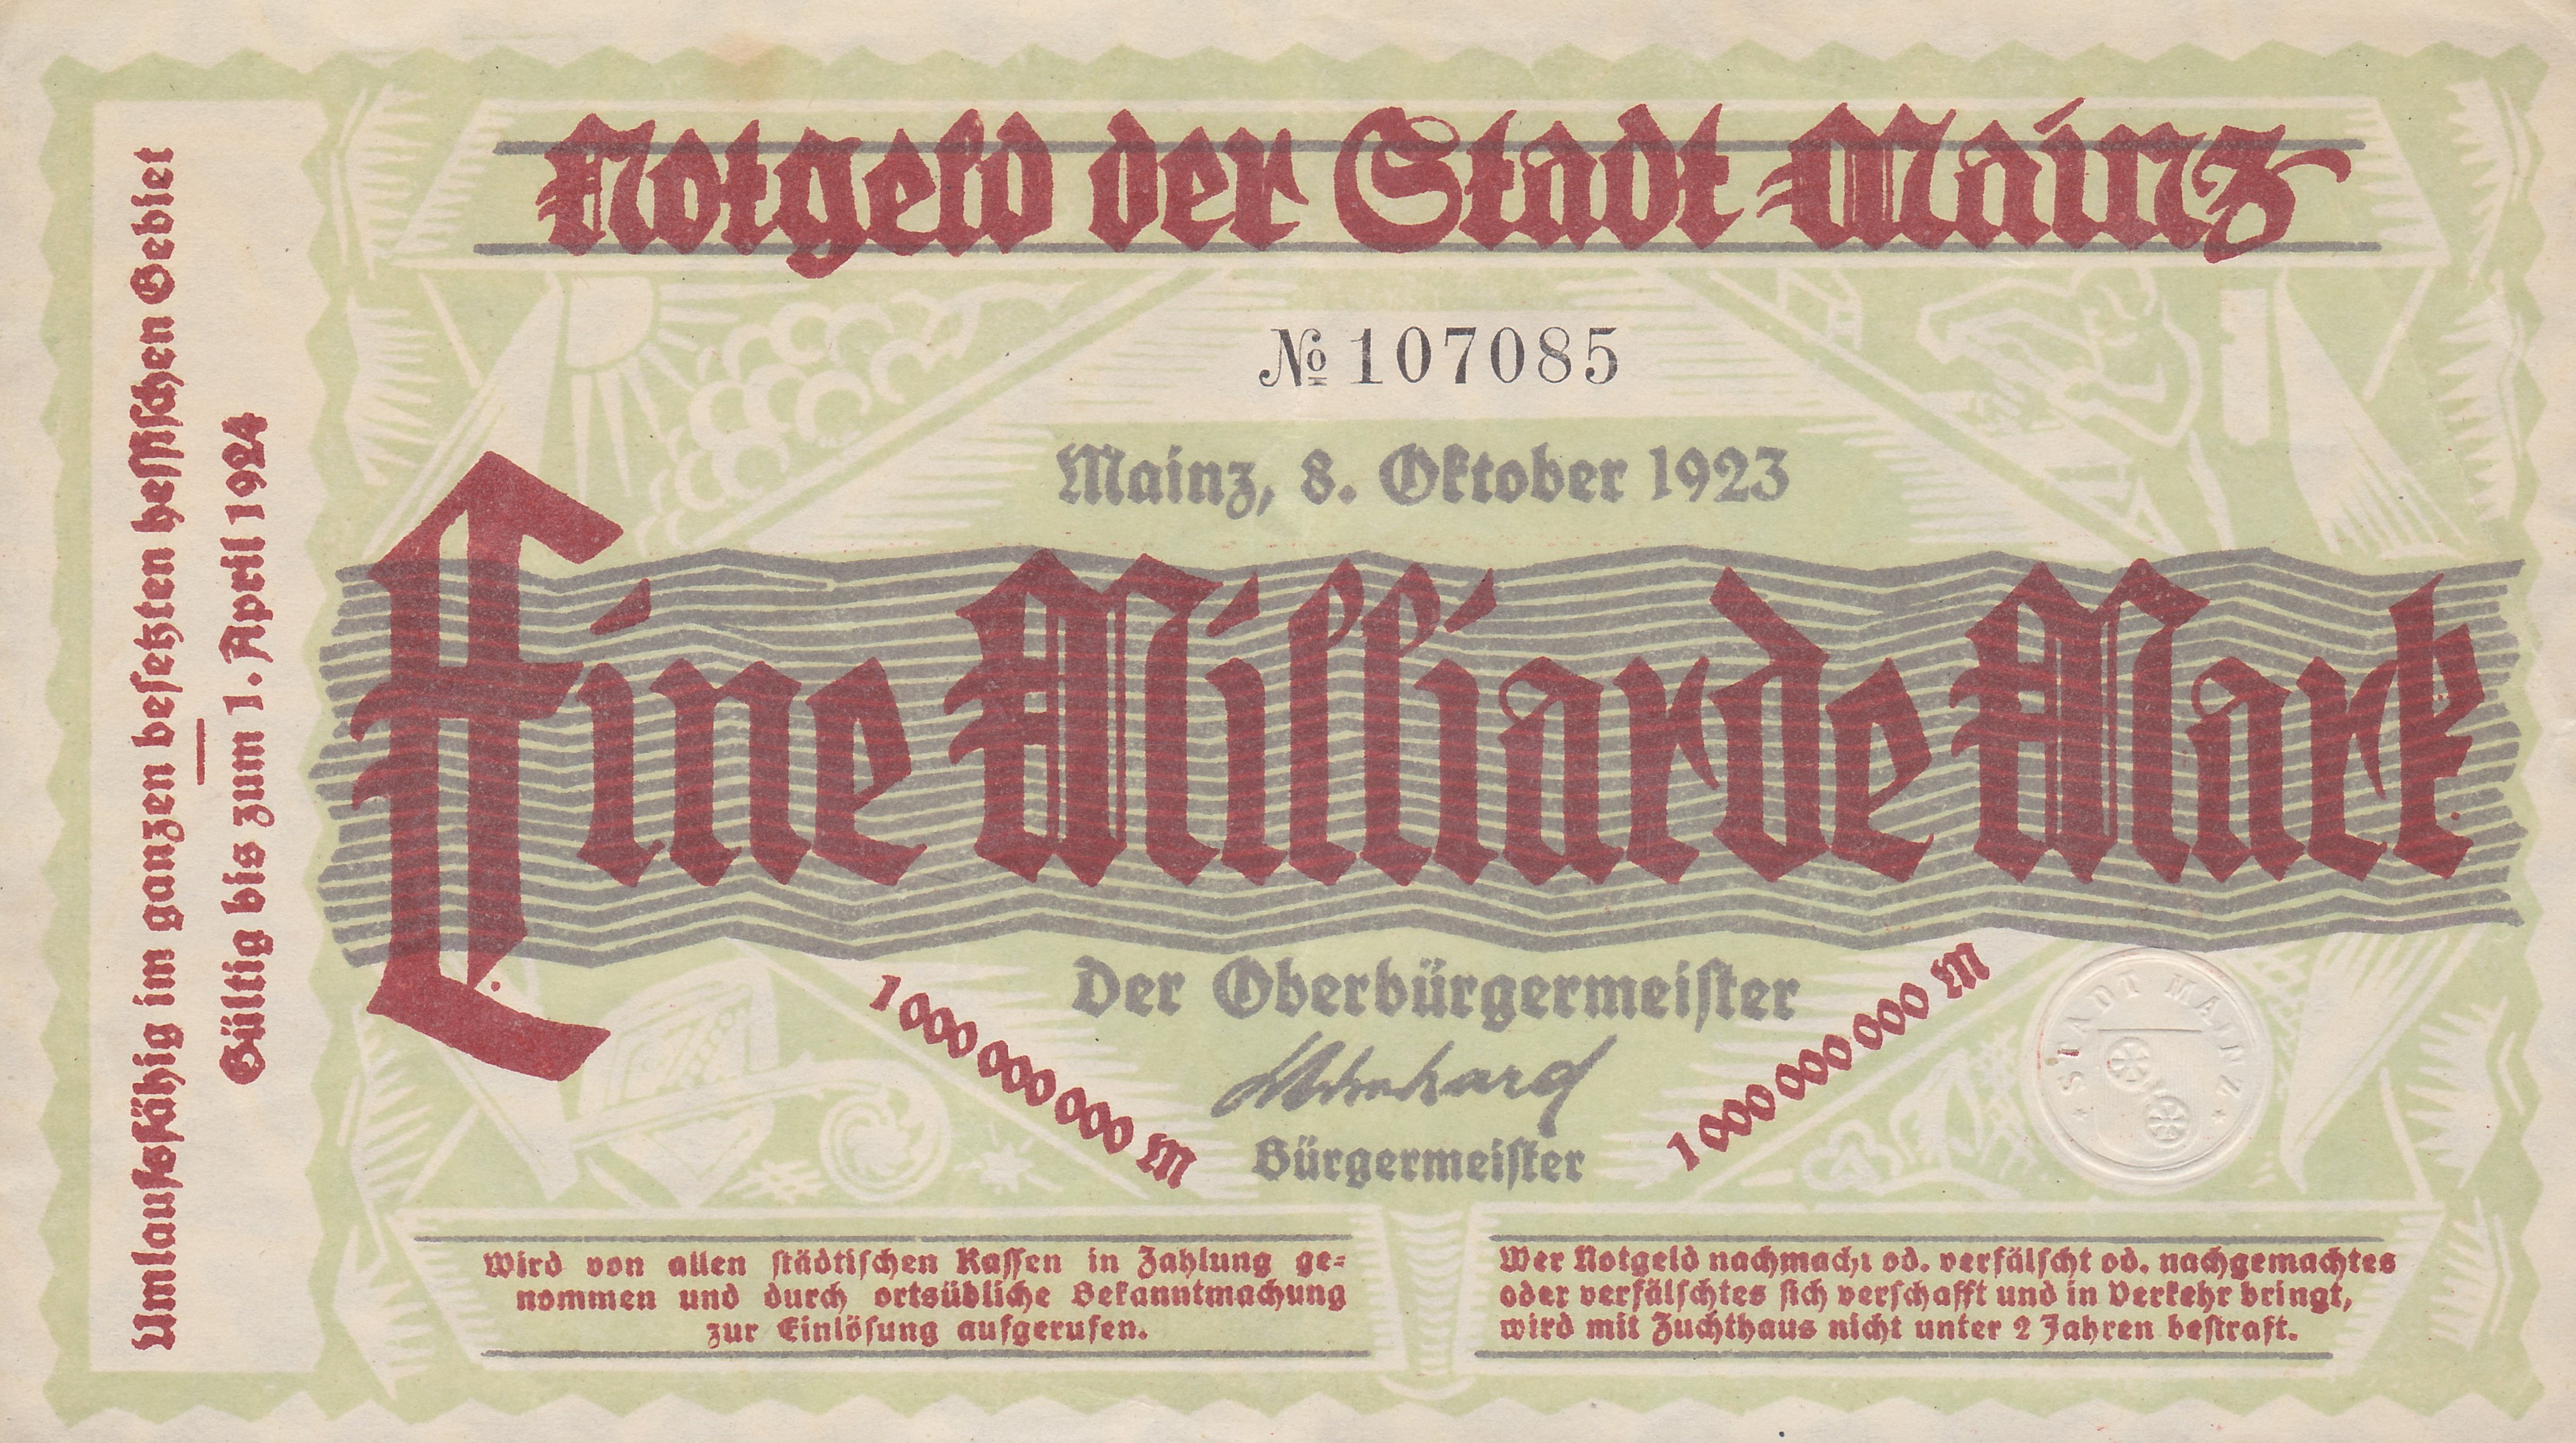 Notgeld der Stadt Mainz
№ 107085
Mainz, 8. Oktober 1923
Eine Milliarde Mark
Der Oberbürgermeister
Bürgermeister
1 000 000 000 M
1 000 000 000 M
STADT MAINZ
Wird von allen städtischen Kassen in Zahlung ge=
nommen und durch ortsübliche Bekanntmachung
zur Einlösung aufgerufen.
Wer Notgeld nachmacht od. verfälscht od. nachgemachtes
oder verfälschtes sich verschafft und in Verkehr bringt,
wird mit Zuchthaus nicht unter 2 Jahren bestraft.
Umlaufsfähig im ganzen besetzten hessischen Gebiet
Gültig bis zum 1. April 1924